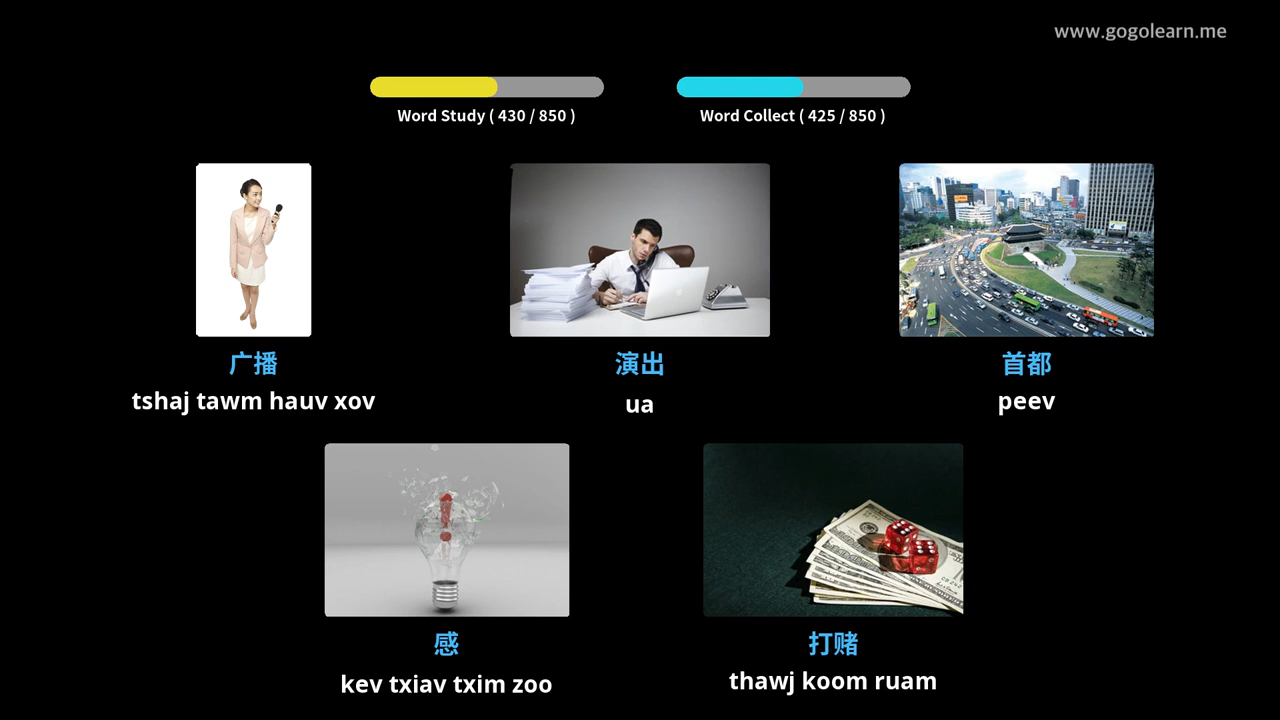 www.gogolearn.me
Word Study ( 430 / 850 )
Word Collect ( 425 / 850 )
广播
演出
首都
tshaj tawm hauv xov
ua
peev
感
打赌
kev txiav txim zoo
thawj koom ruam